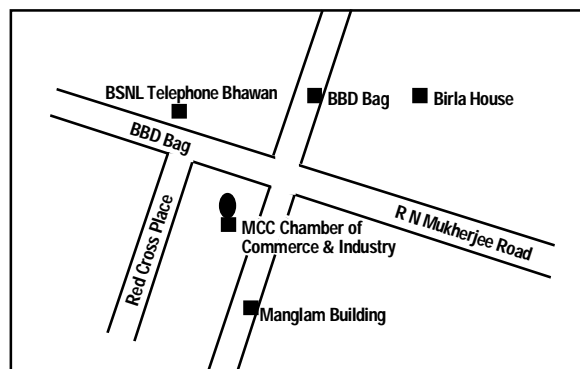 BSNL Telephone Bhawan
BBD Bag
Birla House
BBD Bag
Red Cross Place
MCC Chamber of
Commerce & Industry
R N Mukherjee Road
Manglam Building